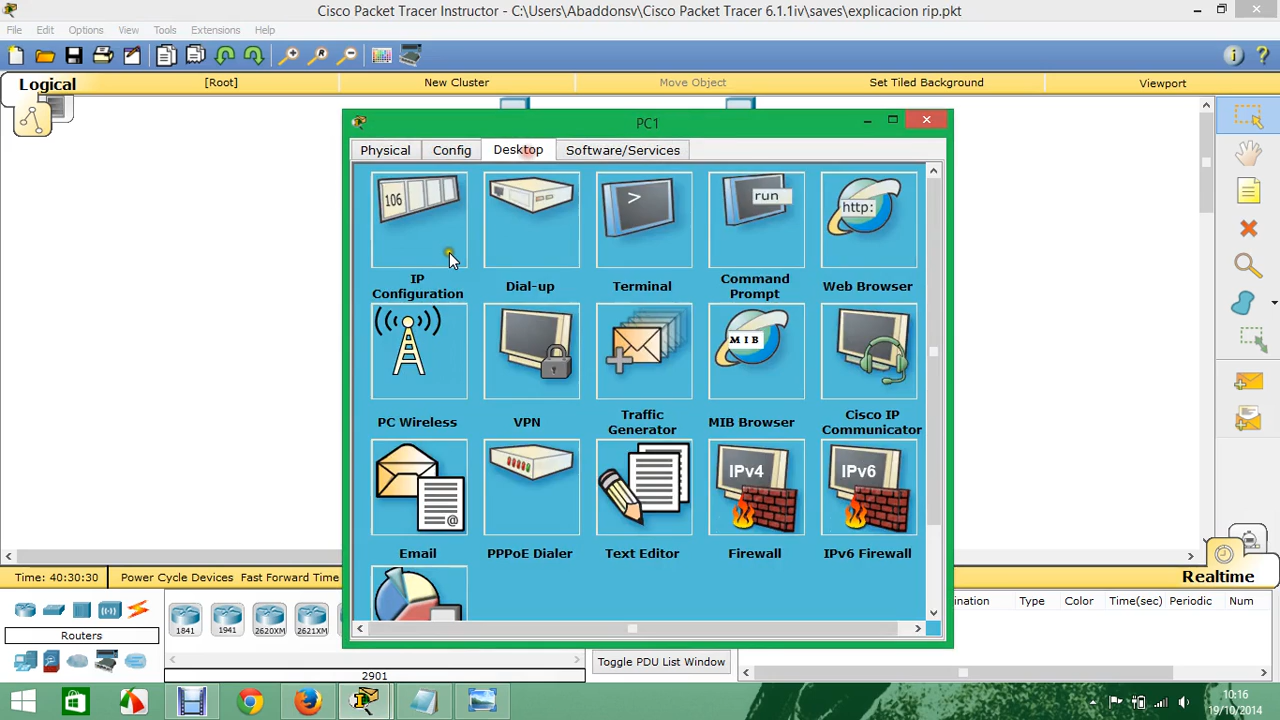 Cisco Packet Tracer Instructor - C:\Users\Abaddonsv\Cisco Packet Tracer 6.1.1iv\saves\explicacion rip.pkt
File Edit Options View Tools Extensions Help
Logical [Root] New Cluster Move Object Set Tiled Background Viewport
PC1
Physical Config Desktop Software/Services
106 > run http:
IP Configuration Dial-up Terminal Command Prompt Web Browser
MIB
PC Wireless VPN Traffic Generator MIB Browser Cisco IP Communicator
@ IPv4 IPv6
Email PPPoE Dialer Text Editor Firewall IPv6 Firewall
Time: 40:30:30 Power Cycle Devices Fast Forward Time Realtime
Routers
1841 1941 2620XM 2621XM
2901
Toggle PDU List Window
ination Type Color Time(sec) Periodic Num
10:16
19/10/2014